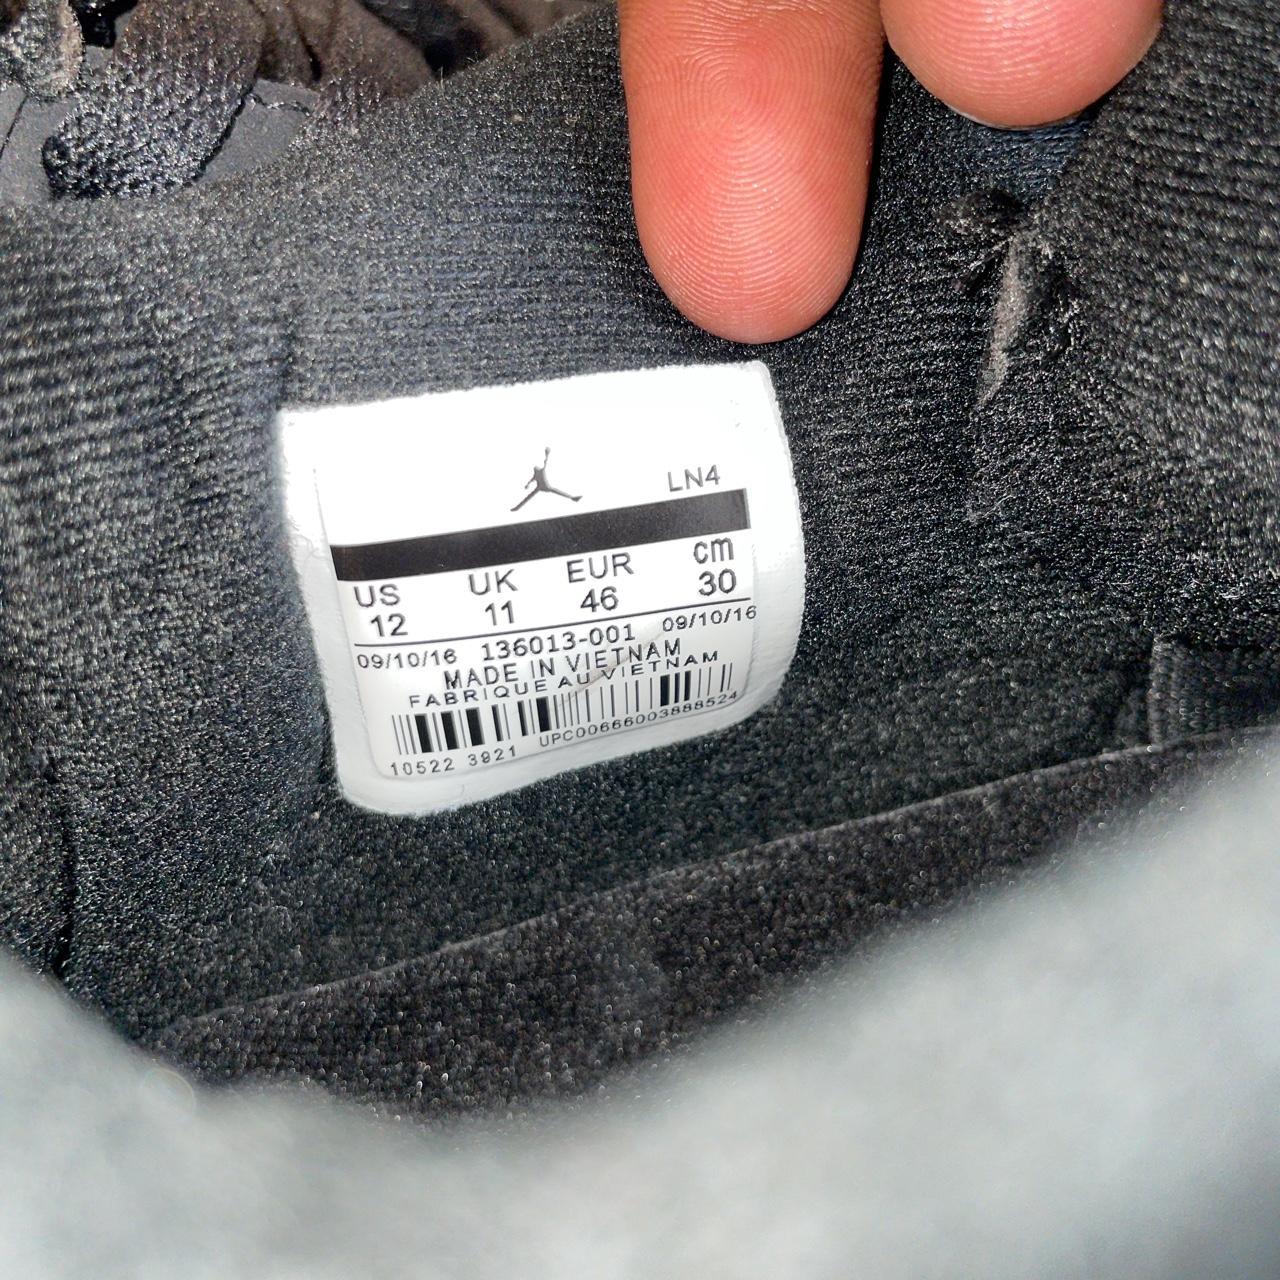 LN4
US UK EUR cm
12 11 46 30
09/10/16 136013-001 09/10/16
MADE IN VIETNAM
FABRIQUE AU VIETNAM
10522 3921 UPC00666003888524